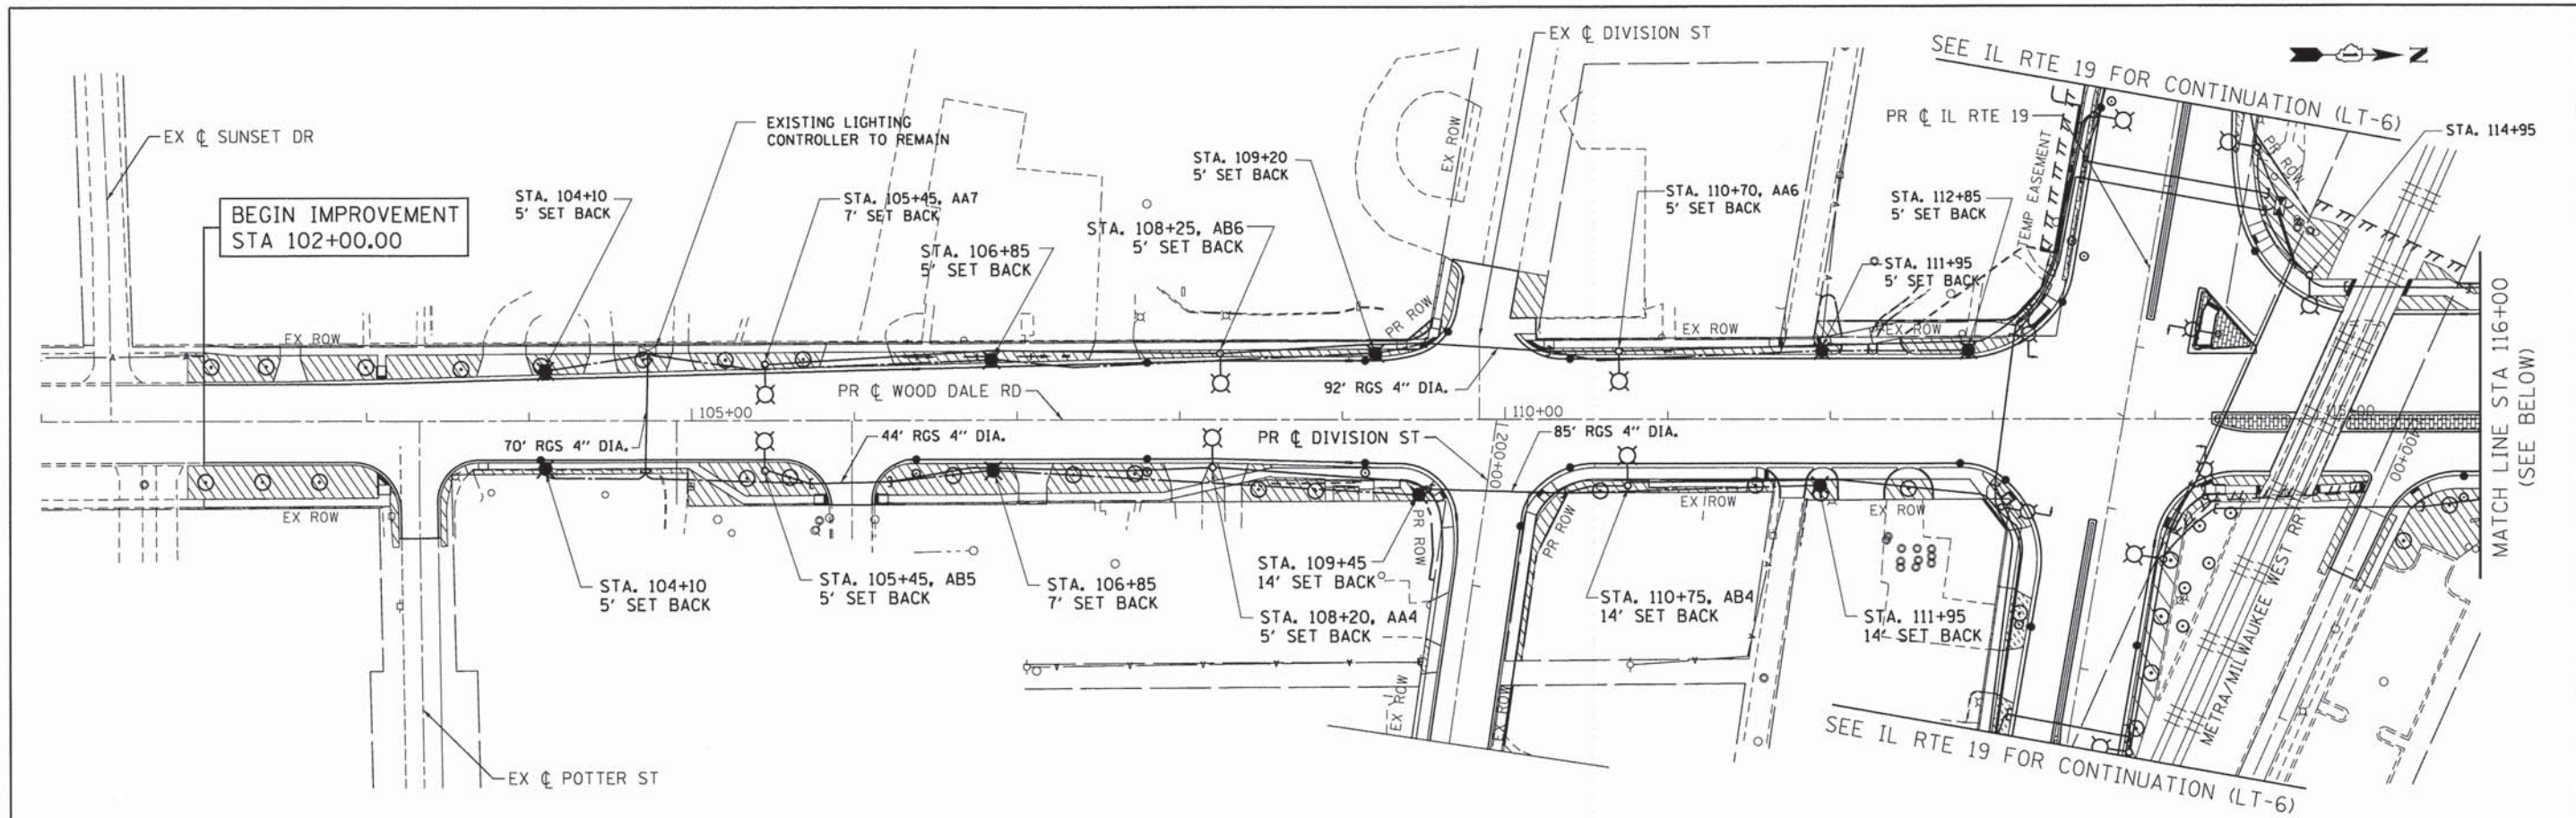 EX ℄ DIVISION ST
SEE IL RTE 19 FOR CONTINUATION (LT-6)
N
EX ℄ SUNSET DR
EXISTING LIGHTING
CONTROLLER TO REMAIN
EX ROW
PR ℄ IL RTE 19
PR ROW
STA. 114+95
BEGIN IMPROVEMENT
STA 102+00.00
STA. 104+10
5' SET BACK
STA. 105+45, AA7
7' SET BACK
STA. 106+85
5' SET BACK
STA. 108+25, AB6
5' SET BACK
STA. 109+20
5' SET BACK
STA. 110+70, AA6
5' SET BACK
STA. 112+85
5' SET BACK
STA. 111+95
5' SET BACK
TEMP EASEMENT
EX ROW
PR ROW
EX ROW
EX ROW
92' RGS 4" DIA.
PR ℄ WOOD DALE RD
105+00
110+00
115+00
MATCH LINE STA 116+00
(SEE BELOW)
70' RGS 4" DIA.
44' RGS 4" DIA.
PR ℄ DIVISION ST
85' RGS 4" DIA.
200+00
400+00
EX ROW
EX ROW
EX ROW
PR ROW
PR ROW
STA. 104+10
5' SET BACK
STA. 105+45, AB5
5' SET BACK
STA. 106+85
7' SET BACK
STA. 109+45
14' SET BACK
STA. 108+20, AA4
5' SET BACK
STA. 110+75, AB4
14' SET BACK
STA. 111+95
14' SET BACK
METRA/MILWAUKEE WEST RR
EX ROW
EX ROW
EX ℄ POTTER ST
SEE IL RTE 19 FOR CONTINUATION (LT-6)